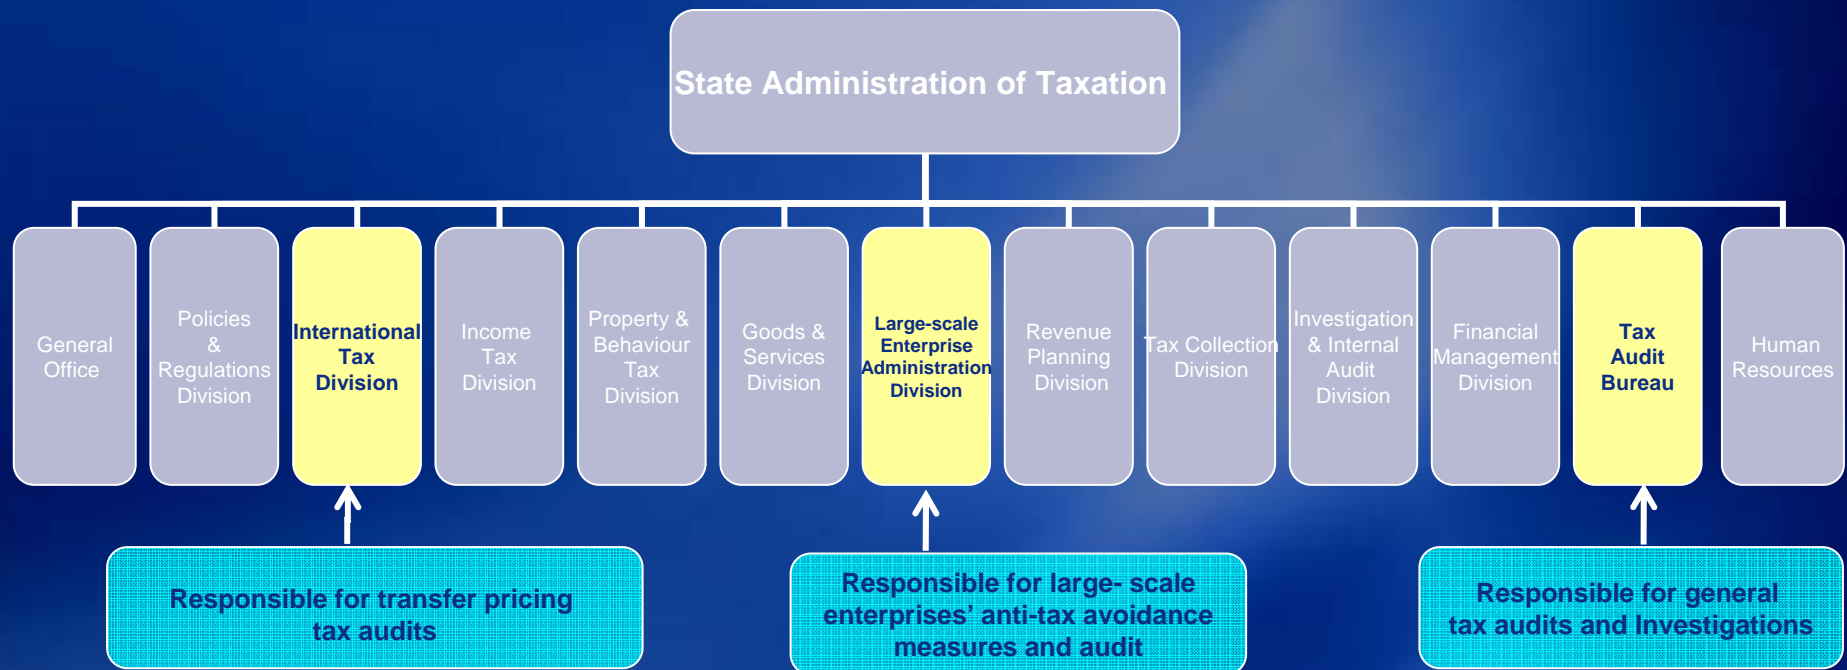 State Administration of Taxation
General
Office
Policies
&
Regulations
Division
International
Tax
Division
Income
Tax
Division
Property &
Behaviour
Tax
Division
Goods &
Services
Division
Large-scale
Enterprise
Administration
Division
Revenue
Planning
Division
Tax Collection
Division
Investigation
& Internal
Audit
Division
Financial
Management
Division
Tax
Audit
Bureau
Human
Resources
Responsible for transfer pricing
tax audits
Responsible for large- scale
enterprises’ anti-tax avoidance
measures and audit
Responsible for general
tax audits and Investigations